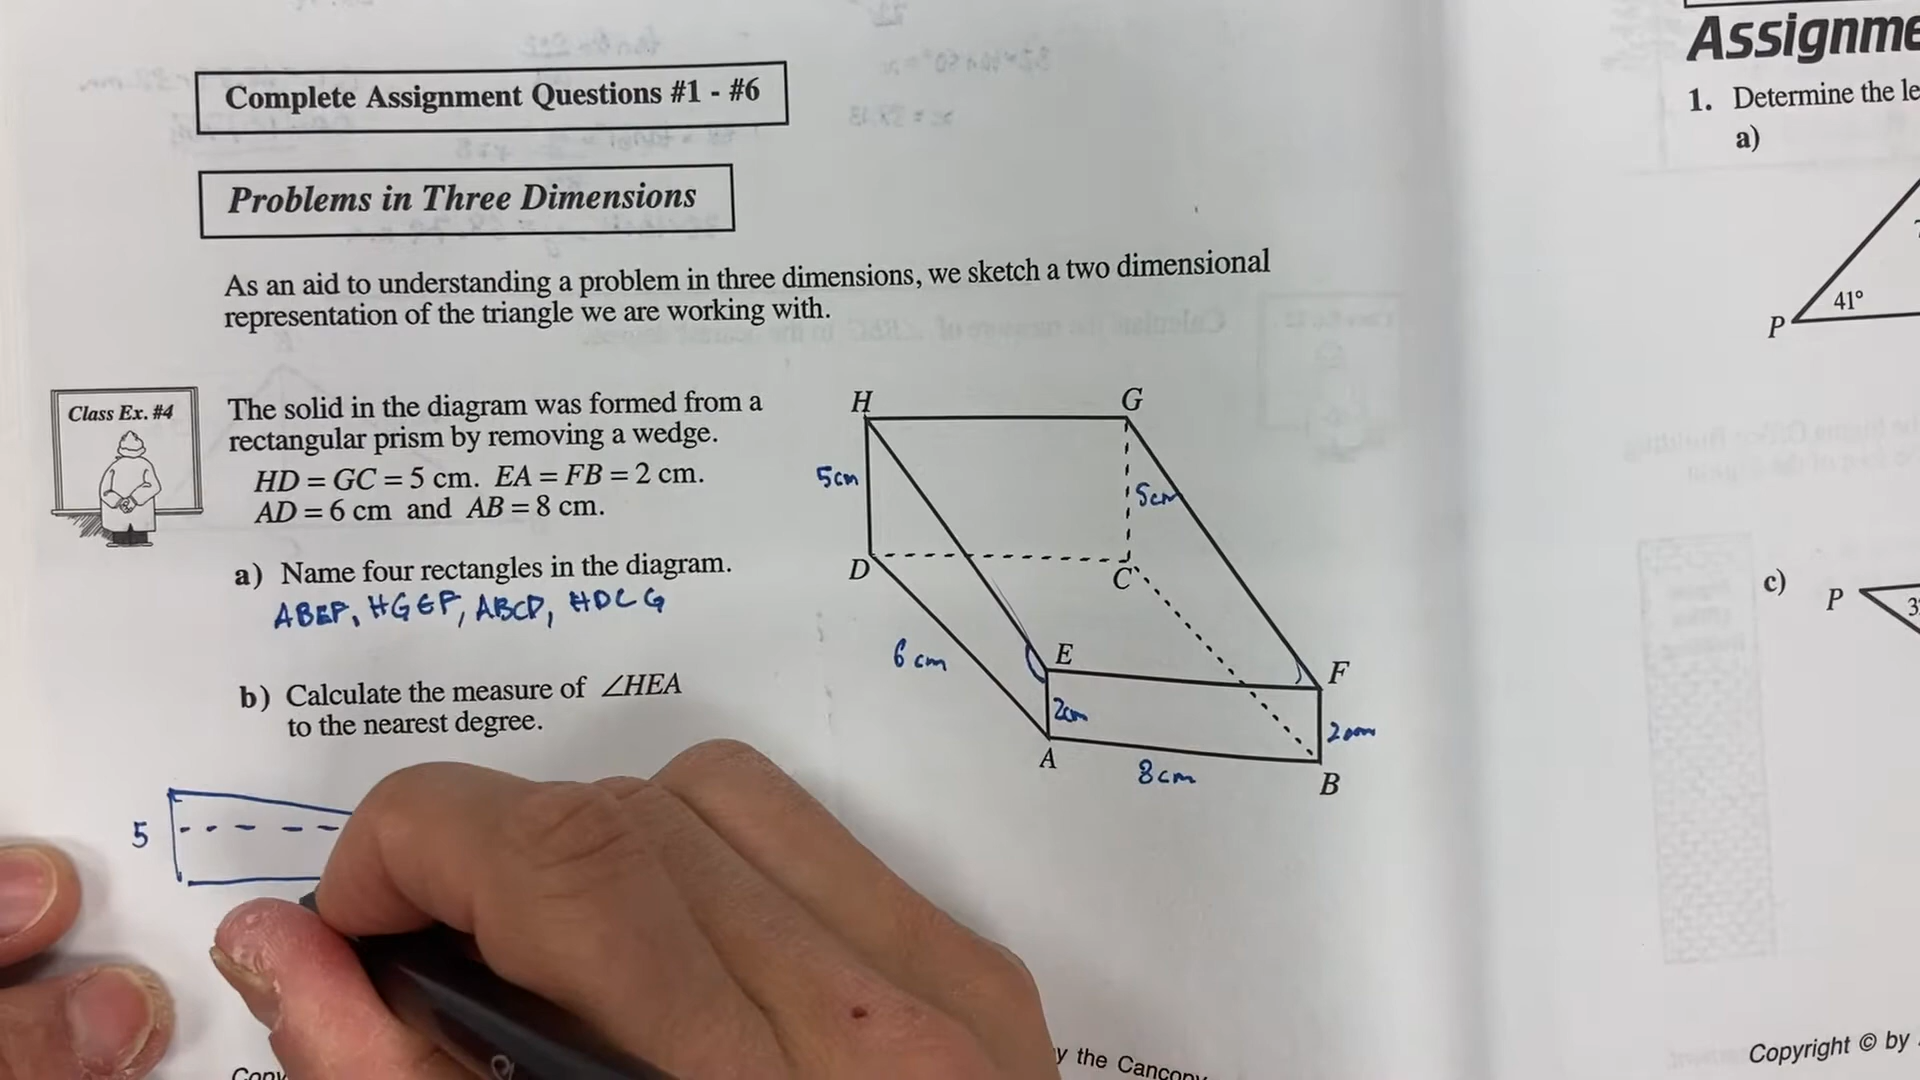 Complete Assignment Questions #1 - #6
Problems in Three Dimensions
As an aid to understanding a problem in three dimensions, we sketch a two dimensional
representation of the triangle we are working with.
Class Ex. #4
The solid in the diagram was formed from a
rectangular prism by removing a wedge.
HD = GC = 5 cm. EA = FB = 2 cm.
AD = 6 cm and AB = 8 cm.
a) Name four rectangles in the diagram.
ABEF, HGEF, ABCD, HDCG
b) Calculate the measure of ∠HEA
to the nearest degree.
5
H
G
5cm
5cm
D
C
6 cm
E
F
2cm
2cm
A
8cm
B
y the Cancopy
Assignme
1. Determine the le
a)
41°
P
c)
P
3
Copyright © by